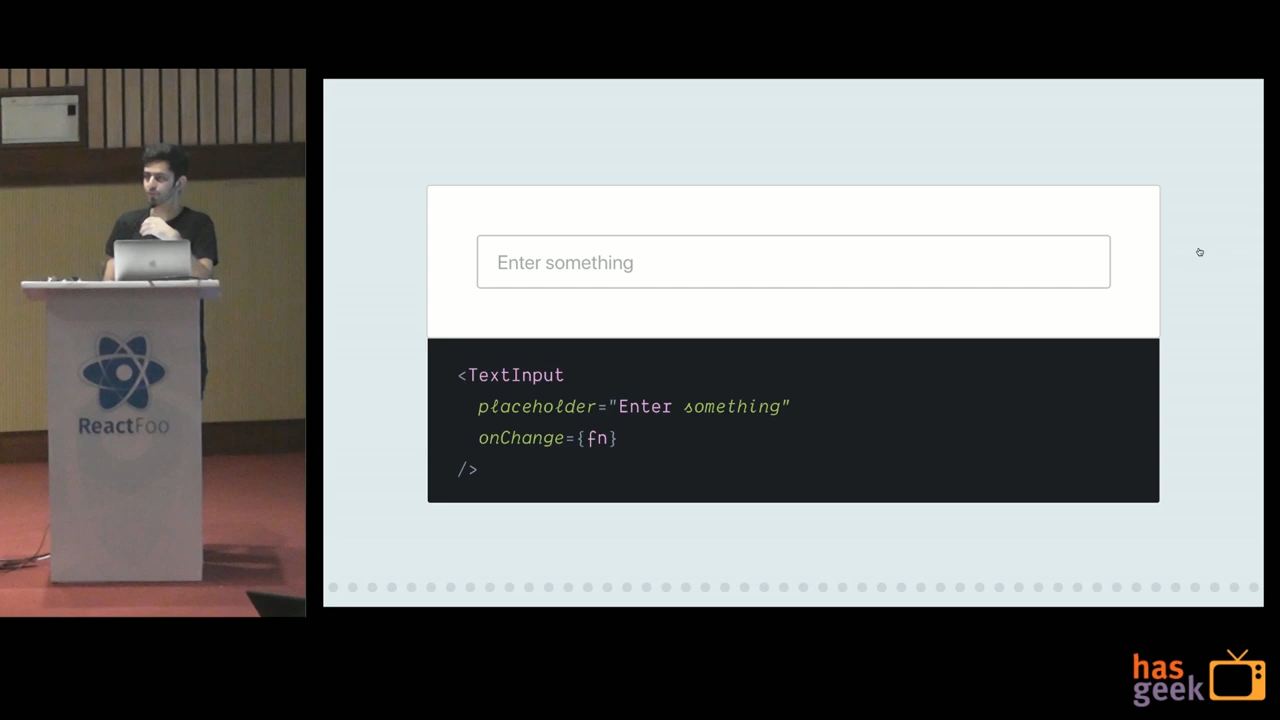 ReactFoo
Enter something
<TextInput
placeholder="Enter something"
onChange={fn}
/>
has
geek